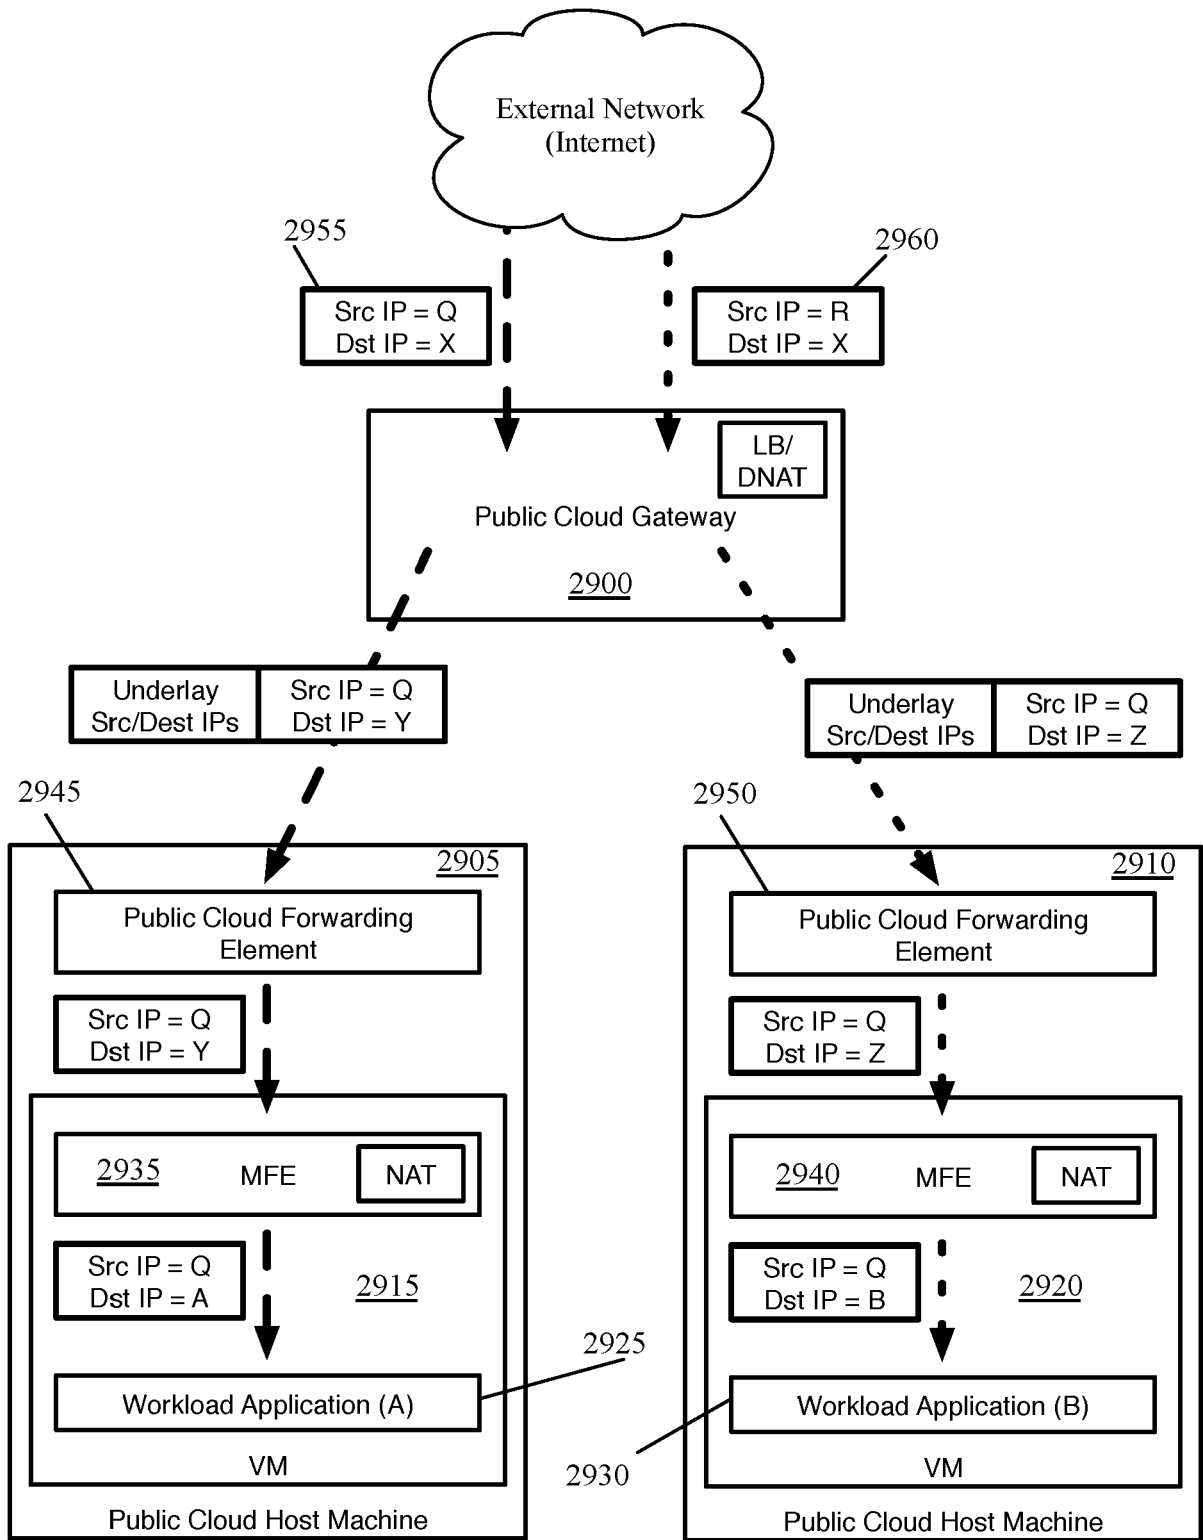 External Network
(Internet)
2955
2960
Src IP = Q
Dst IP = X
Src IP = R
Dst IP = X
LB/
DNAT
Public Cloud Gateway
2900
Underlay
Src/Dest IPs
Src IP = Q
Dst IP = Y
Underlay
Src/Dest IPs
Src IP = Q
Dst IP = Z
2945
2905
Public Cloud Forwarding
Element
Src IP = Q
Dst IP = Y
2935
MFE
NAT
Src IP = Q
Dst IP = A
2915
2925
Workload Application (A)
VM
Public Cloud Host Machine
2950
2910
Public Cloud Forwarding
Element
Src IP = Q
Dst IP = Z
2940
MFE
NAT
Src IP = Q
Dst IP = B
2920
Workload Application (B)
2930
VM
Public Cloud Host Machine